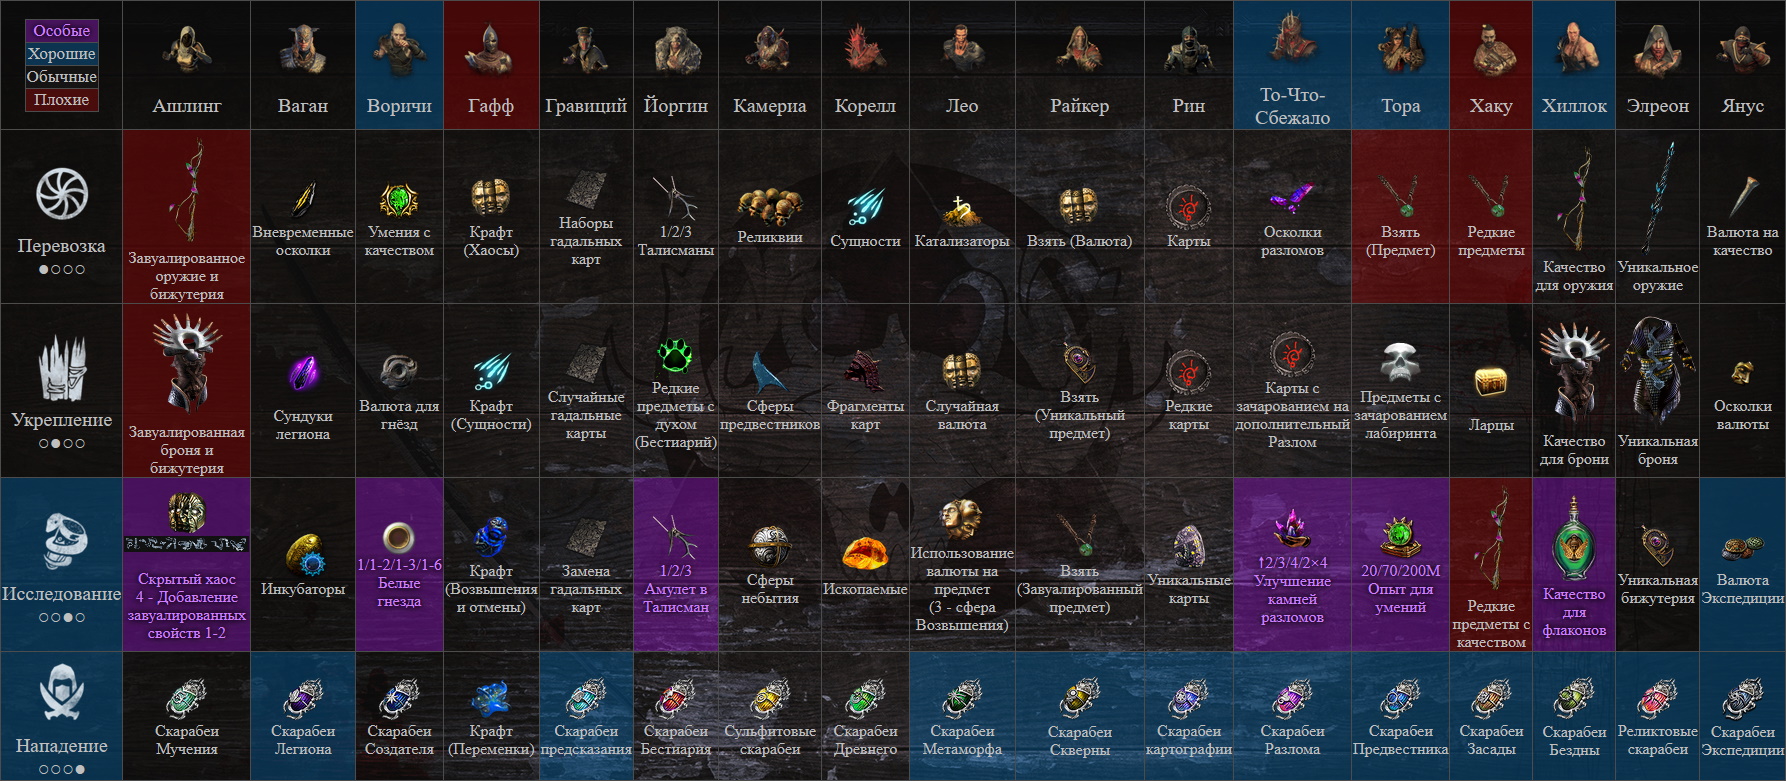 Особые
Хорошие
Обычные
Плохие
Ашлинг
Ваган
Воричи
Гафф
Гравиций
Йоргин
Камериа
Корелл
Лео
Райкер
Рин
То-Что-
Сбежало
Тора
Хаку
Хиллок
Элреон
Янус
Перевозка
Завуалированное
оружие и
бижутерия
Вневременные
осколки
Умения с
качеством
Крафт
(Хаосы)
Наборы
гадальных
карт
1/2/3
Талисманы
Реликвии
Сущности
Катализаторы
Взять (Валюта)
Карты
Осколки
разломов
Взять
(Предмет)
Редкие
предметы
Качество
для оружия
Уникальное
оружие
Валюта на
качество
Укрепление
Завуалированная
броня и
бижутерия
Сундуки
легиона
Валюта для
гнёзд
Крафт
(Сущности)
Случайные
гадальные
карты
Редкие
предметы с
духом
(Бестиарий)
Сферы
предвестников
Фрагменты
карт
Случайная
валюта
Взять
(Уникальный
предмет)
Редкие
карты
Карты с
зачарованием на
дополнительный
Разлом
Предметы с
зачарованием
лабиринта
Ларцы
Качество
для брони
Уникальная
броня
Осколки
валюты
Исследование
Скрытый хаос
4 - Добавление
завуалированных
свойств 1-2
Инкубаторы
1/1-2/1-3/1-6
Белые
гнезда
Крафт
(Возвышения
и отмены)
Замена
гадальных
карт
1/2/3
Амулет в
Талисман
Сферы
небытия
Ископаемые
Использование
валюты на
предмет
(3 - сфера
Возвышения)
Взять
(Завуалированный
предмет)
Уникальные
карты
↑2/3/4/2×4
Улучшение
камней
разломов
20/70/200М
Опыт для
умений
Редкие
предметы с
качеством
Качество
для
флаконов
Уникальная
бижутерия
Валюта
Экспедиции
Нападение
Скарабеи
Мучения
Скарабеи
Легиона
Скарабеи
Создателя
Крафт
(Переменки)
Скарабеи
предсказания
Скарабеи
Бестиария
Сульфитовые
скарабеи
Скарабеи
Древнего
Скарабеи
Метаморфа
Скарабеи
Скверны
Скарабеи
картографии
Скарабеи
Разлома
Скарабеи
Предвестника
Скарабеи
Засады
Скарабеи
Бездны
Реликтовые
скарабеи
Скарабеи
Экспедиции